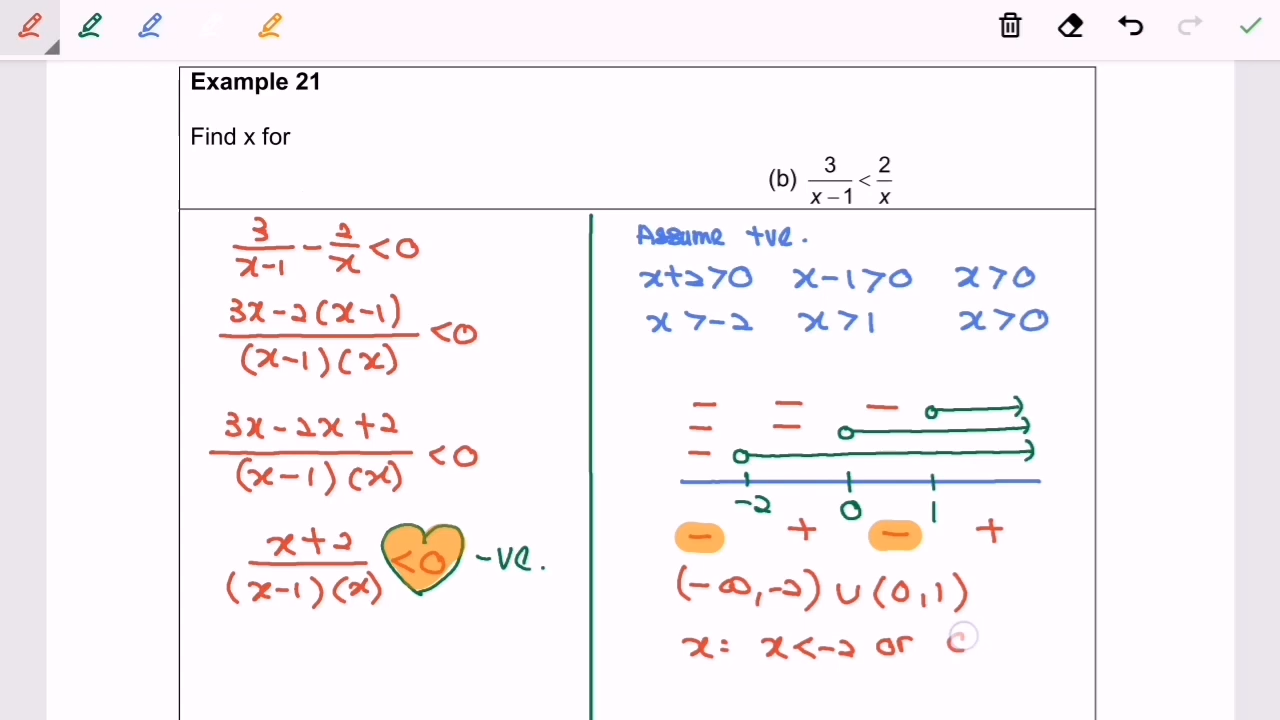 Example 21
Find x for
(b) 3/(x – 1) < 2/x
3/(x-1) - 2/x < 0
(3x-2(x-1))/((x-1)(x)) < 0
(3x-2x+2)/((x-1)(x)) < 0
(x+2)/((x-1)(x)) < 0 -ve.
Assume +ve.
x+2>0 x-1>0 x>0
x>-2 x>1 x>0
- - -
- -
-
-2 0 1
- + - +
(-∞,-2) ∪ (0,1)
x = x<-2 or